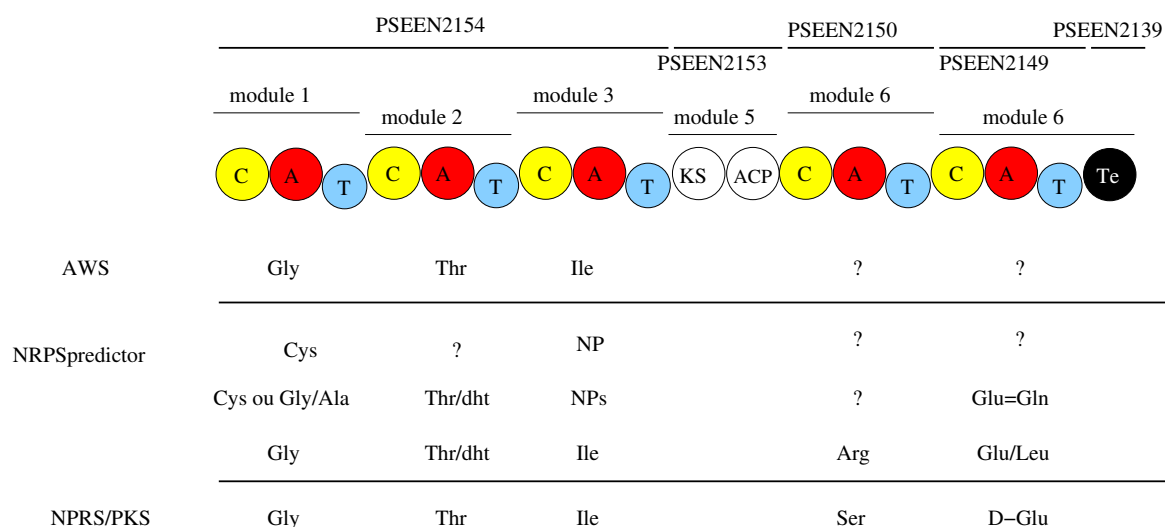 PSEEN2154 PSEEN2150 PSEEN2139
PSEEN2153 PSEEN2149
module 1 module 3 module 6
module 2 module 5 module 6
C A T C A T C A T KS ACP C A T C A T Te
AWS Gly Thr Ile ? ?
NRPSpredictor Cys ? NP ? ?
Cys ou Gly/Ala Thr/dht NPs ? Glu=Gln
Gly Thr/dht Ile Arg Glu/Leu
NPRS/PKS Gly Thr Ile Ser D−Glu